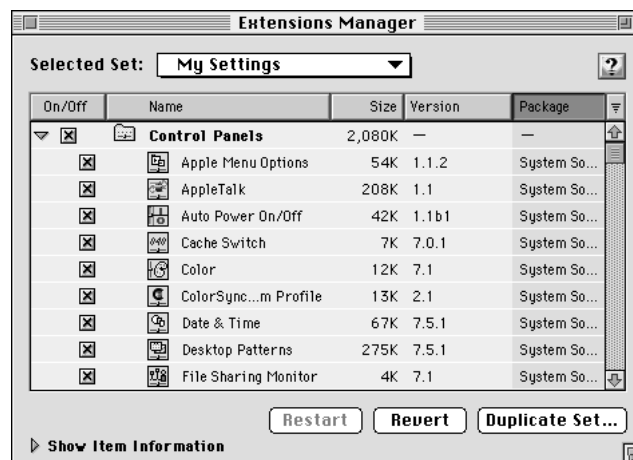 Extensions Manager
Selected Set: My Settings ?
On/Off Name Size Version Package
Control Panels 2,080K — —
Apple Menu Options 54K 1.1.2 System So...
AppleTalk 208K 1.1 System So...
Auto Power On/Off 42K 1.1b1 System So...
Cache Switch 7K 7.0.1 System So...
Color 12K 7.1 System So...
ColorSync...m Profile 13K 2.1 System So...
Date & Time 67K 7.5.1 System So...
Desktop Patterns 275K 7.5.1 System So...
File Sharing Monitor 4K 7.1 System So...
Restart Revert Duplicate Set...
Show Item Information